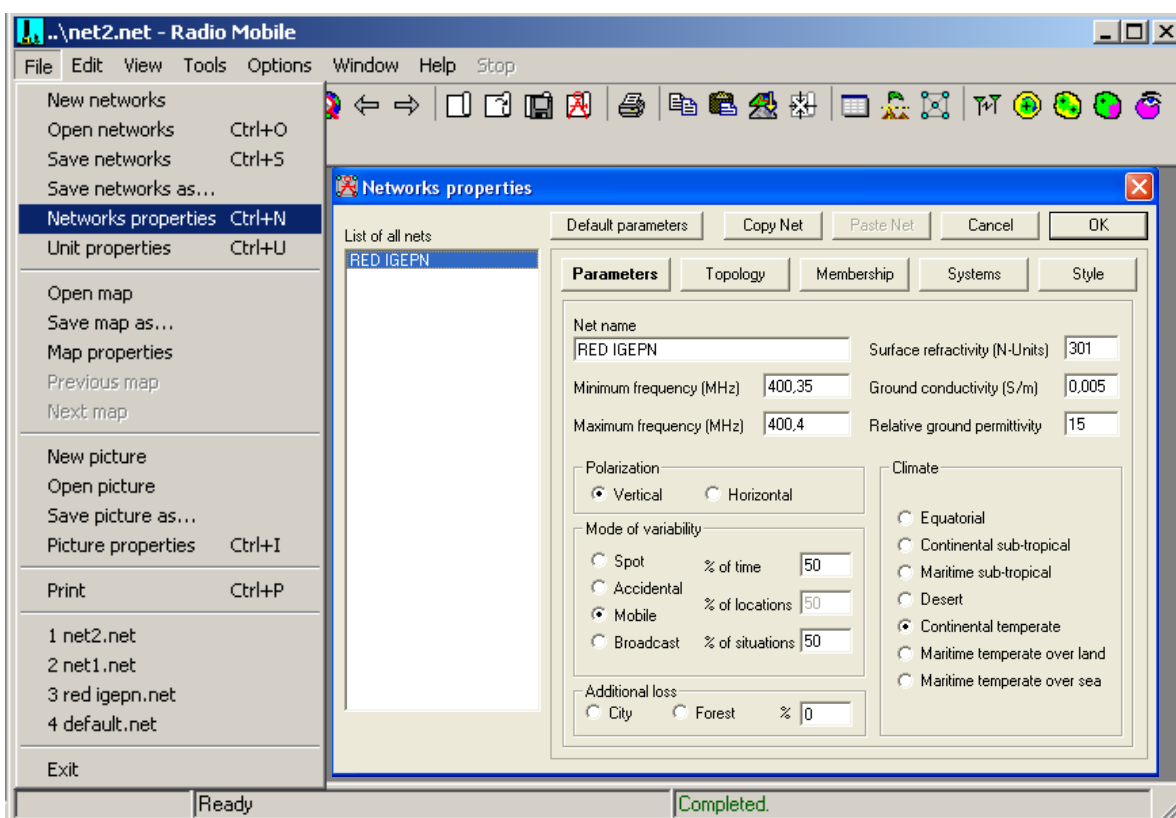 ..\net2.net - Radio Mobile
File Edit View Tools Options Window Help Stop
New networks
Open networks Ctrl+O
Save networks Ctrl+S
Save networks as...
Networks properties Ctrl+N
Unit properties Ctrl+U
Open map
Save map as...
Map properties
Previous map
Next map
New picture
Open picture
Save picture as...
Picture properties Ctrl+I
Print Ctrl+P
1 net2.net
2 net1.net
3 red igepn.net
4 default.net
Exit
Networks properties
List of all nets
RED IGEPN
Default parameters Copy Net Paste Net Cancel OK
Parameters Topology Membership Systems Style
Net name
RED IGEPN
Surface refractivity (N-Units) 301
Minimum frequency (MHz) 400,35
Ground conductivity (S/m) 0,005
Maximum frequency (MHz) 400,4
Relative ground permittivity 15
Polarization
Vertical Horizontal
Mode of variability
Spot
Accidental
Mobile
Broadcast
% of time 50
% of locations 50
% of situations 50
Additional loss
City Forest % 0
Climate
Equatorial
Continental sub-tropical
Maritime sub-tropical
Desert
Continental temperate
Maritime temperate over land
Maritime temperate over sea
Ready Completed.